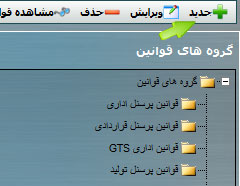 جدید ویرایش حذف مشاهده
گروه های قوانین
گروه های قوانین
قوانین پرسنل اداری
قوانین پرسنل قراردادی
قوانین اداری GTS
قوانین پرسنل تولید